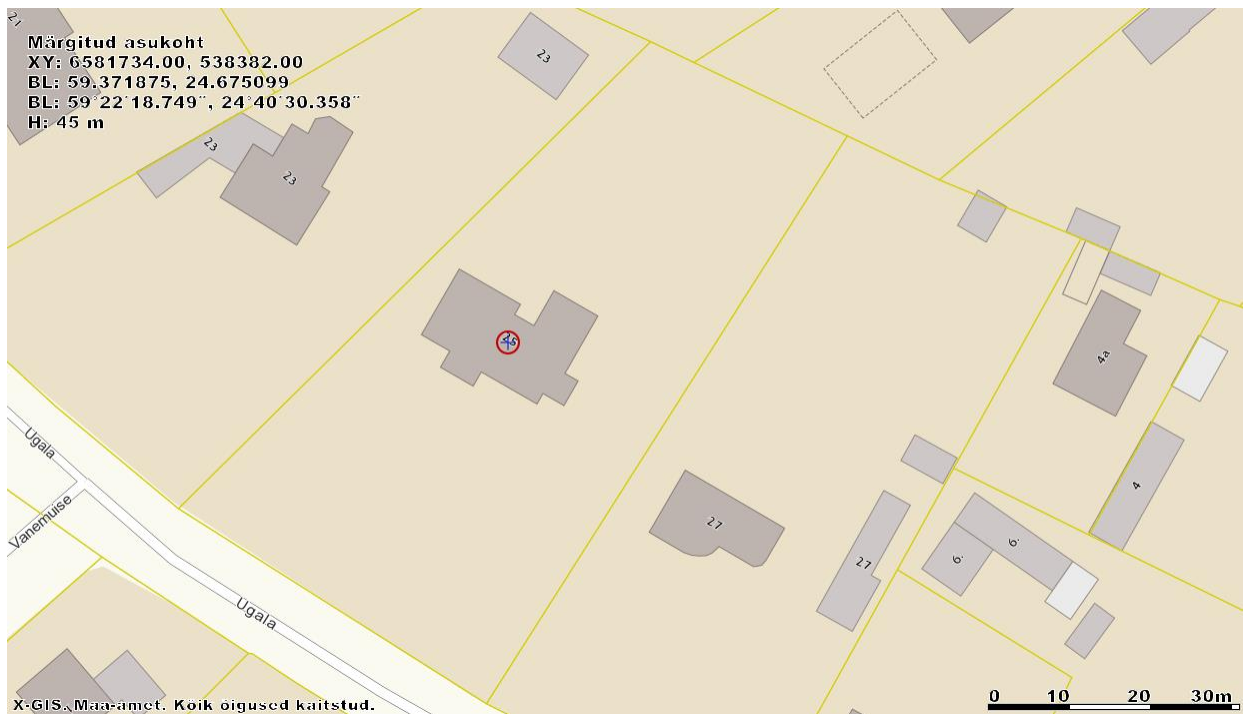 21
Märgitud asukoht
XY: 6581734.00, 538382.00
BL: 59.371875, 24.675099
BL: 59°22'18.749", 24°40'30.358"
H: 45 m
23
23
23
25
4a
4
27
27
6
6
Ugala
Vanemuise
Ugala
X-GIS. Maa-amet. Kõik õigused kaitstud.
0 10 20 30m